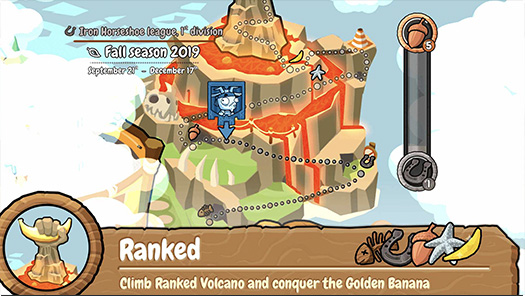 Iron Horseshoe league, 1st division
Fall season 2019
September 21st - December 17th
5
1
Ranked
Climb Ranked Volcano and conquer the Golden Banana